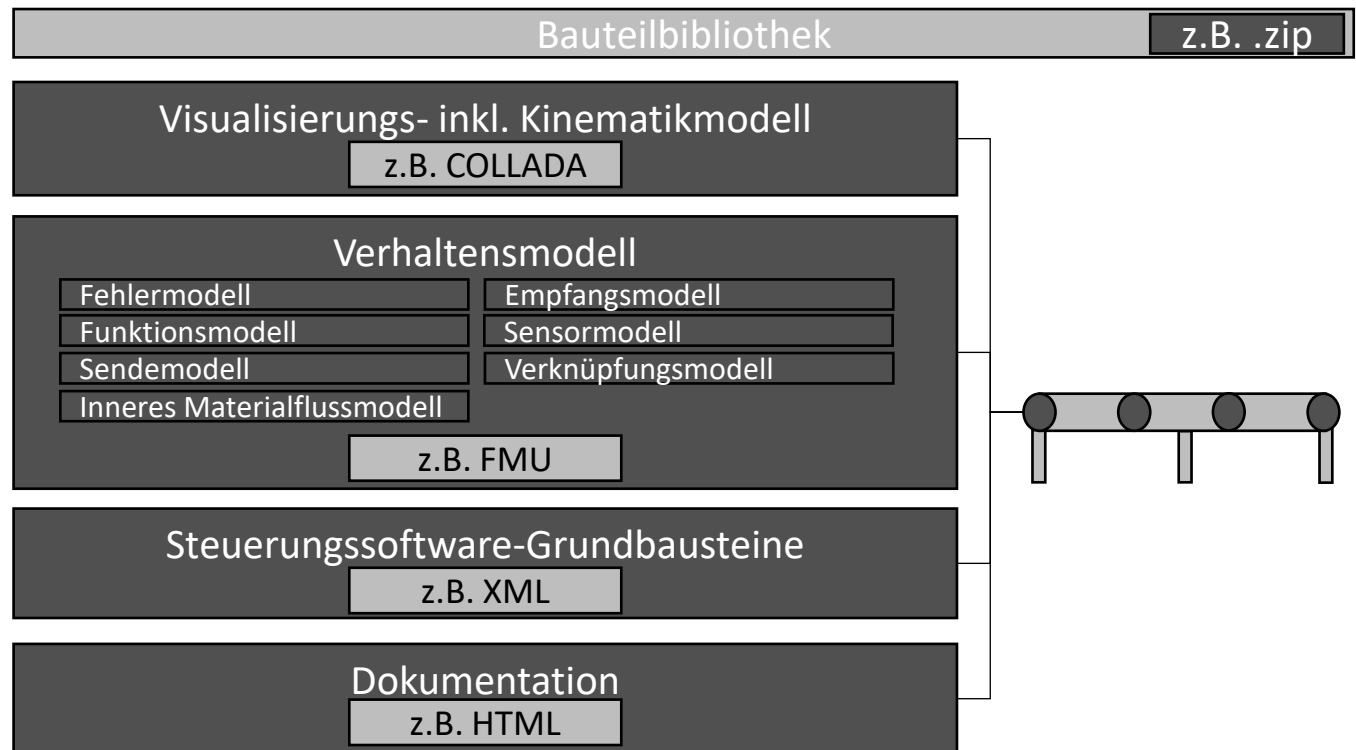 Bauteilbibliothek
z.B. .zip
Visualisierungs- inkl. Kinematikmodell
z.B. COLLADA
Verhaltensmodell
Fehlermodell
Empfangsmodell
Funktionsmodell
Sensormodell
Sendemodell
Verknüpfungsmodell
Inneres Materialflussmodell
z.B. FMU
Steuerungssoftware-Grundbausteine
z.B. XML
Dokumentation
z.B. HTML